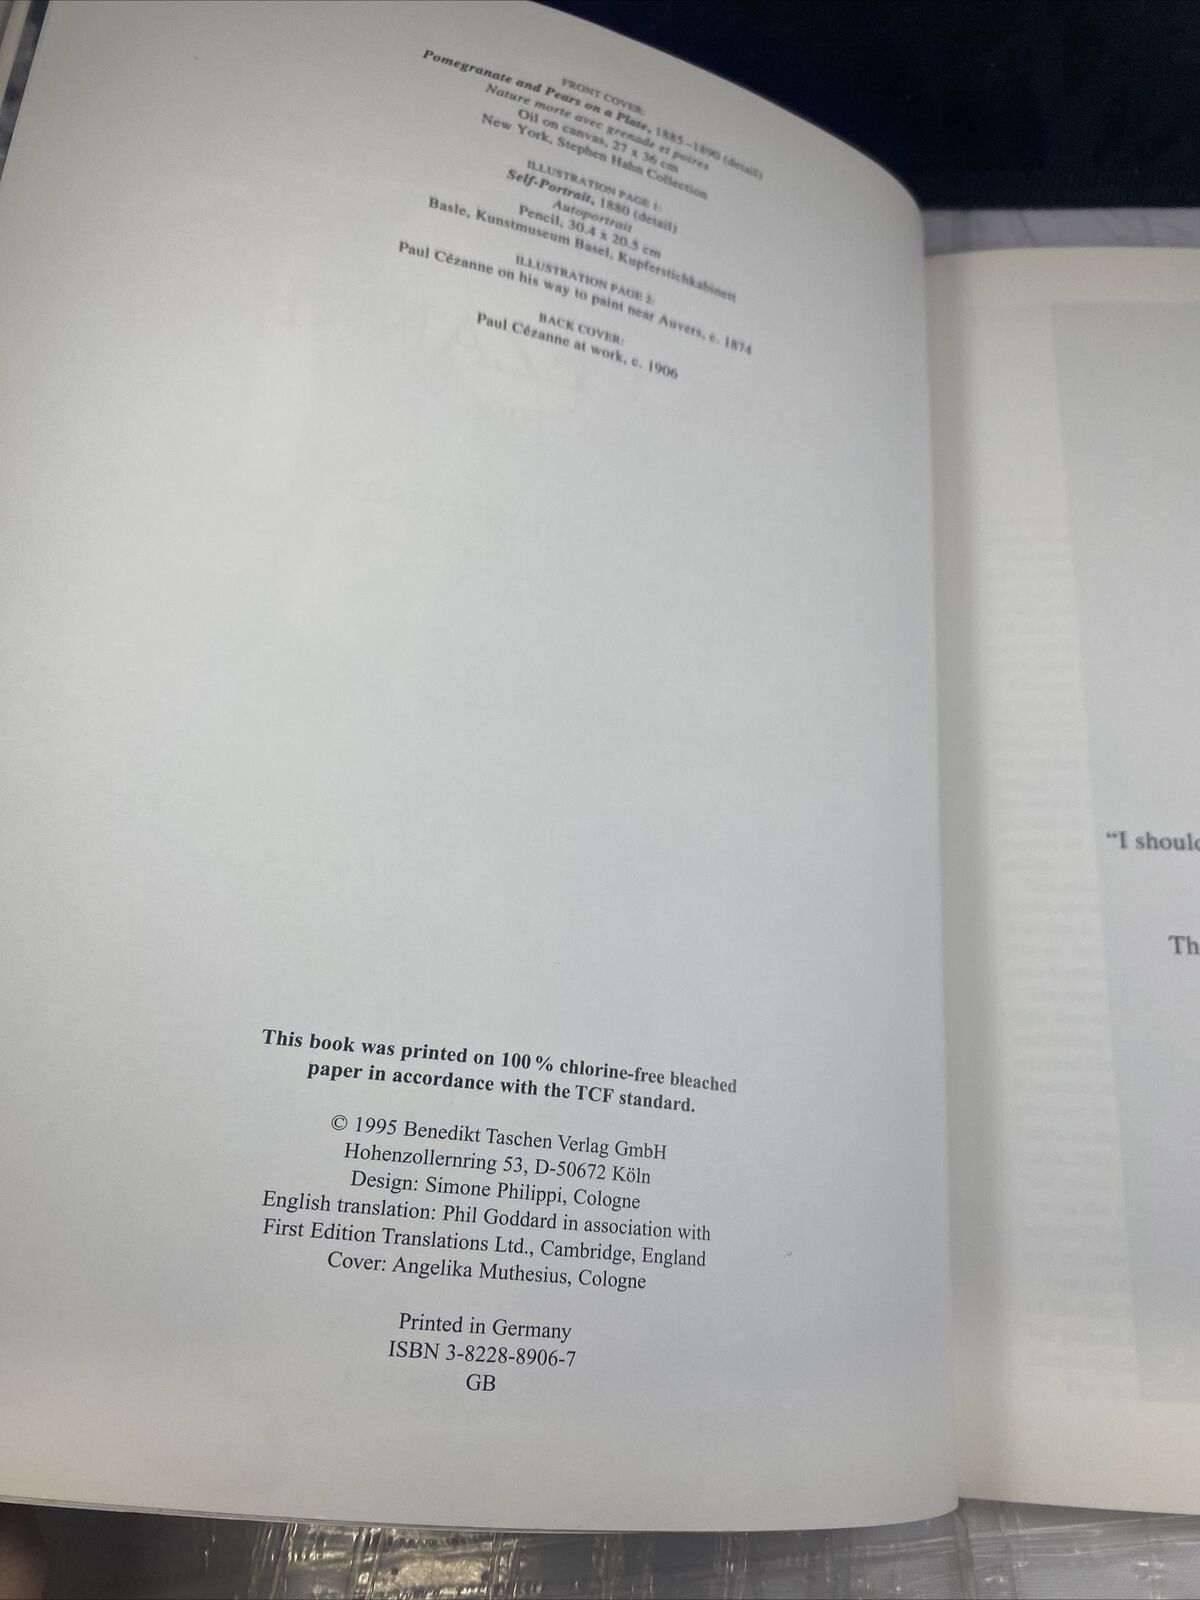 FRONT COVER:
Pomegranate and Pears on a Plate, 1885–1890 (detail)
Nature morte avec grenade et poires
Oil on canvas, 27 x 36 cm
New York, Stephen Hahn Collection
ILLUSTRATION PAGE 1:
Self-Portrait, 1880 (detail)
Autoportrait
Pencil, 30.4 x 20.5 cm
Basle, Kunstmuseum Basel, Kupferstichkabinett
ILLUSTRATION PAGE 2:
Paul Cézanne on his way to paint near Auvers, c. 1874
BACK COVER:
Paul Cézanne at work, c. 1906
This book was printed on 100 % chlorine-free bleached
paper in accordance with the TCF standard.
© 1995 Benedikt Taschen Verlag GmbH
Hohenzollernring 53, D-50672 Köln
Design: Simone Philippi, Cologne
English translation: Phil Goddard in association with
First Edition Translations Ltd., Cambridge, England
Cover: Angelika Muthesius, Cologne
Printed in Germany
ISBN 3-8228-8906-7
GB
“I should
Th